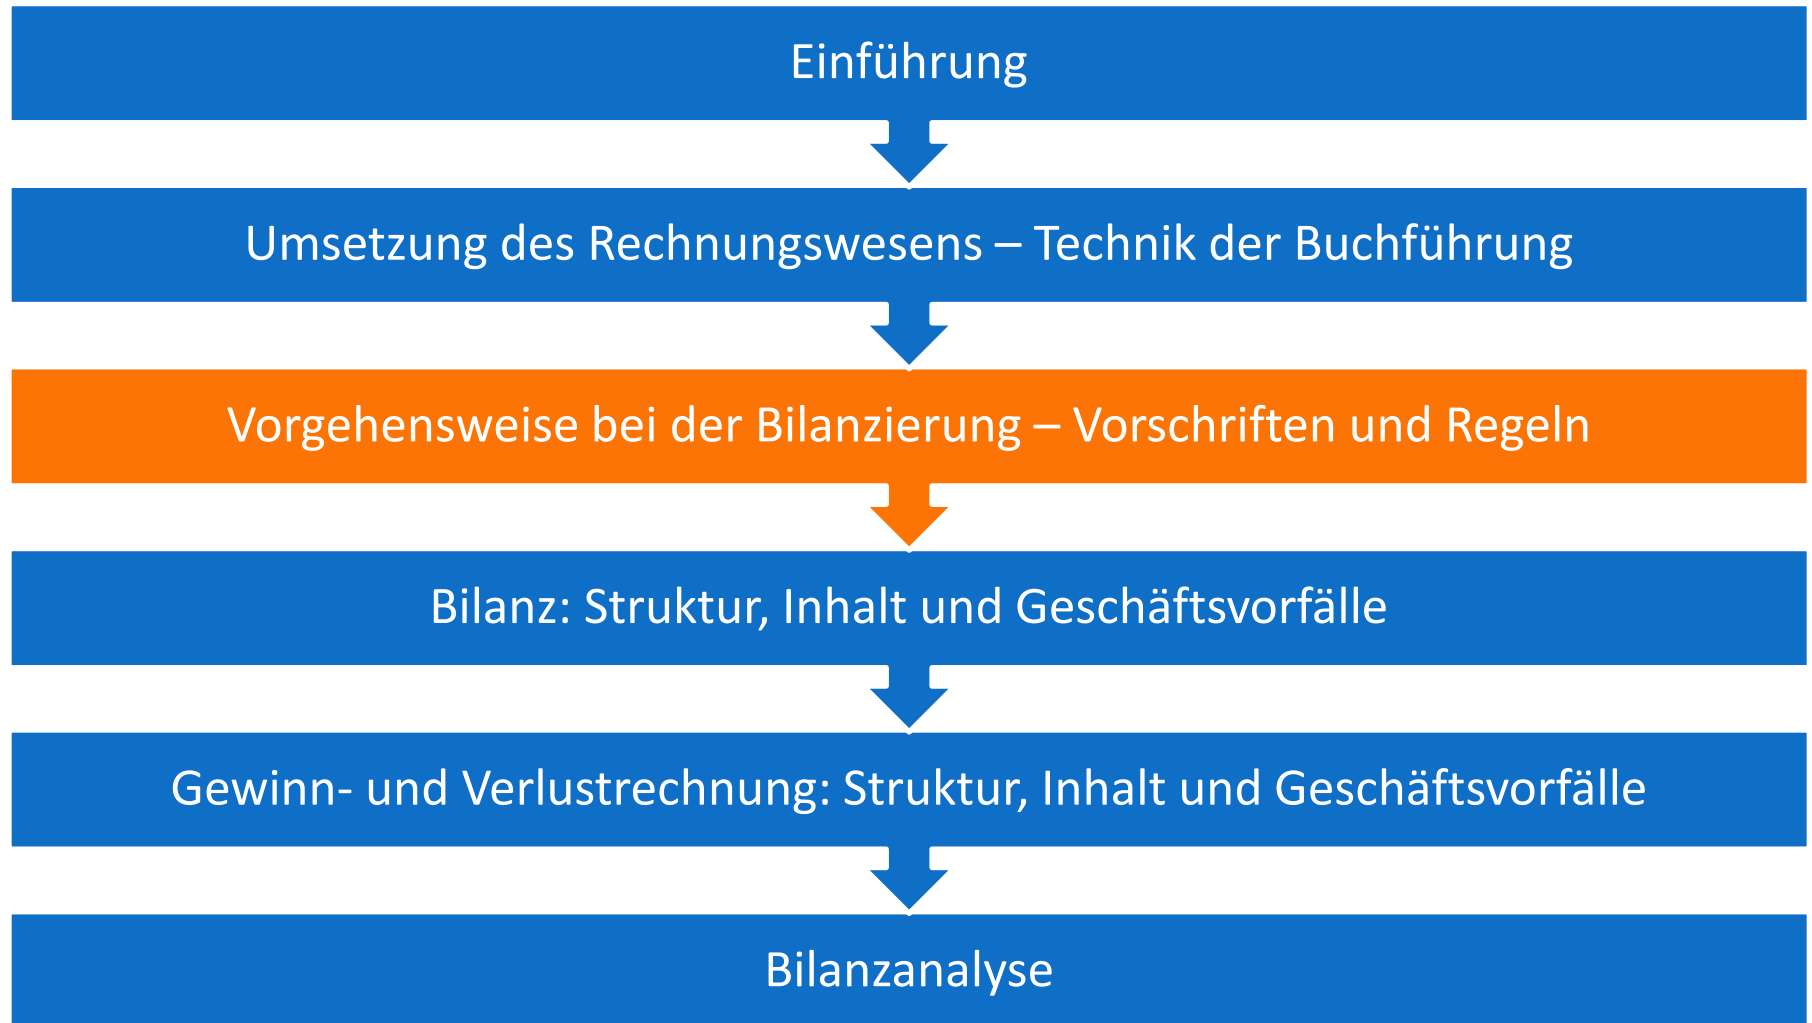 Einführung
Umsetzung des Rechnungswesens – Technik der Buchführung
Vorgehensweise bei der Bilanzierung – Vorschriften und Regeln
Bilanz: Struktur, Inhalt und Geschäftsvorfälle
Gewinn- und Verlustrechnung: Struktur, Inhalt und Geschäftsvorfälle
Bilanzanalyse